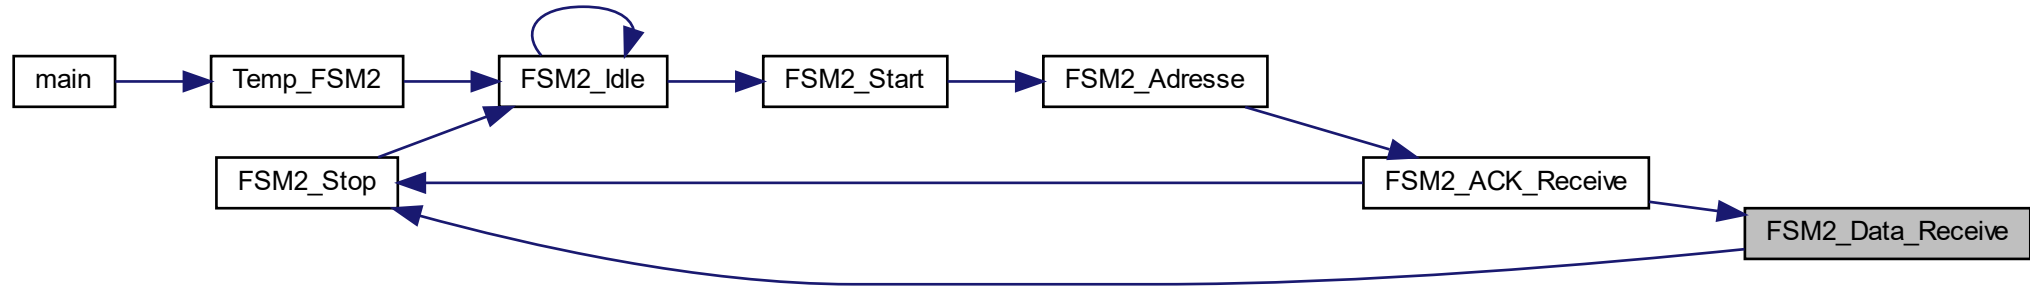 main
Temp_FSM2
FSM2_Idle
FSM2_Start
FSM2_Adresse
FSM2_Stop
FSM2_ACK_Receive
FSM2_Data_Receive